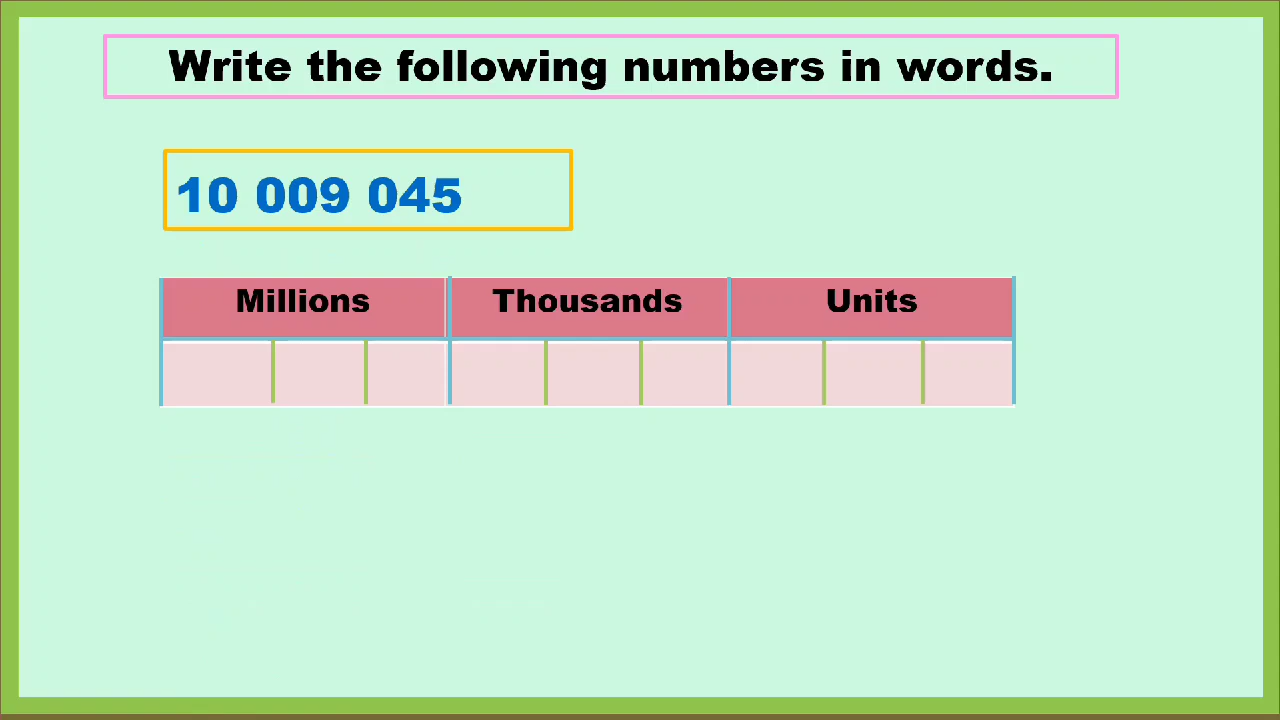 Write the following numbers in words.
10 009 045
Millions Thousands Units